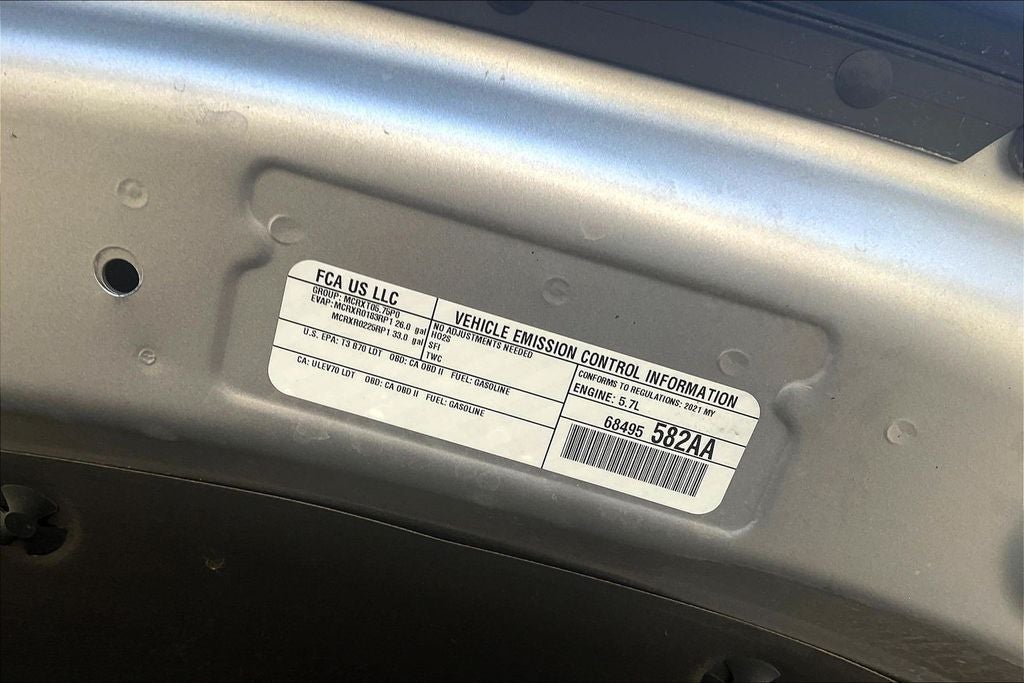 FCA US LLC
GROUP: MCRXT05.75P0
EVAP: MCRXR0183RP1 26.0 gal
MCRXR0225RP1 33.0 gal
VEHICLE EMISSION CONTROL INFORMATION
NO ADJUSTMENTS NEEDED
HO2S
SFI
TWC
CONFORMS TO REGULATIONS: 2021 MY
U.S. EPA: T3 B70 LDT OBD: CA OBD II FUEL: GASOLINE
ENGINE: 5.7L
CA: ULEV70 LDT OBD: CA OBD II FUEL: GASOLINE
68495 582AA